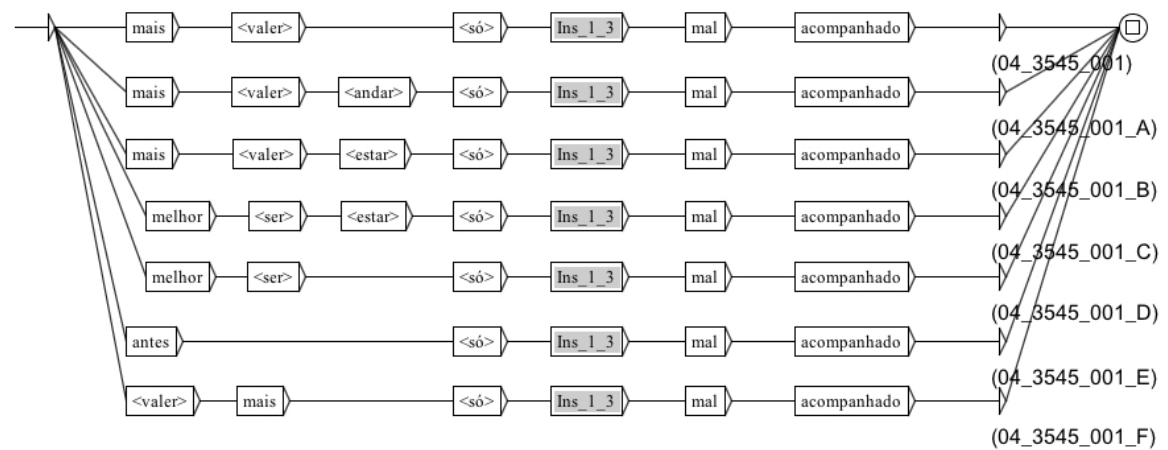 mais <valer> <só> Ins_1_3 mal acompanhado
(04_3545_001)
mais <valer> <andar> <só> Ins_1_3 mal acompanhado
(04_3545_001_A)
mais <valer> <estar> <só> Ins_1_3 mal acompanhado
(04_3545_001_B)
melhor <ser> <estar> <só> Ins_1_3 mal acompanhado
(04_3545_001_C)
melhor <ser> <só> Ins_1_3 mal acompanhado
(04_3545_001_D)
antes <só> Ins_1_3 mal acompanhado
(04_3545_001_E)
<valer> mais <só> Ins_1_3 mal acompanhado
(04_3545_001_F)